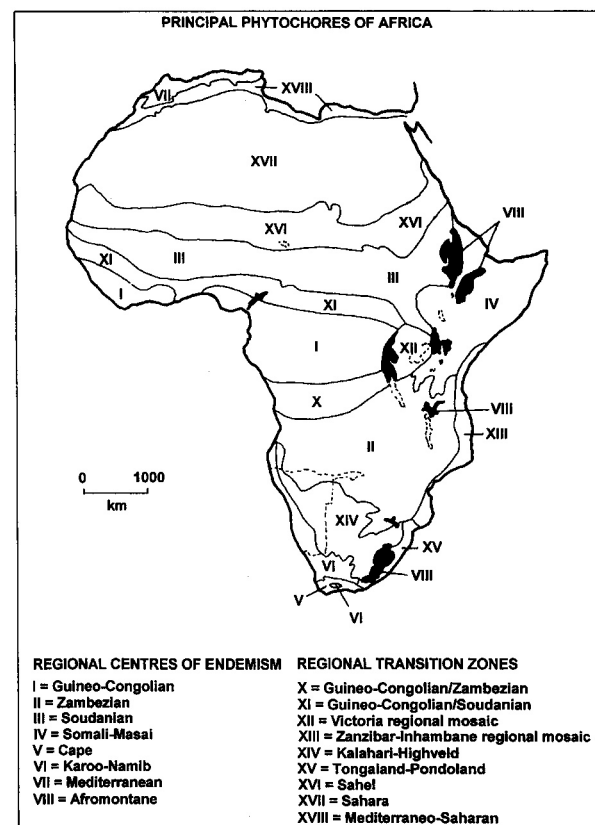 PRINCIPAL PHYTOCHORES OF AFRICA
XVIII
VII
XVII
XVI
XVI
VIII
XI
III
III
IV
I
XI
I
XII
X
VIII
XIII
II
0 1000
km
XIV
XV
VI
VIII
V
VI
REGIONAL CENTRES OF ENDEMISM
I = Guineo-Congolian
II = Zambezian
III = Soudanian
IV = Somali-Masai
V = Cape
VI = Karoo-Namib
VII = Mediterranean
VIII = Afromontane
REGIONAL TRANSITION ZONES
X = Guineo-Congolian/Zambezian
XI = Guineo-Congolian/Soudanian
XII = Victoria regional mosaic
XIII = Zanzibar-Inhambane regional mosaic
XIV = Kalahari-Highveld
XV = Tongaland-Pondoland
XVI = Sahel
XVII = Sahara
XVIII = Mediterraneo-Saharan